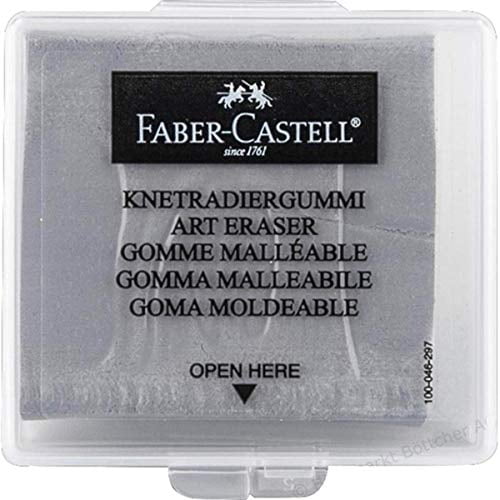 FABER-CASTELL®
since 1761
KNETRADIERGUMMI
ART ERASER
GOMME MALLÉABLE
GOMMA MALLEABILE
GOMA MOLDEABLE
OPEN HERE
100-046-297